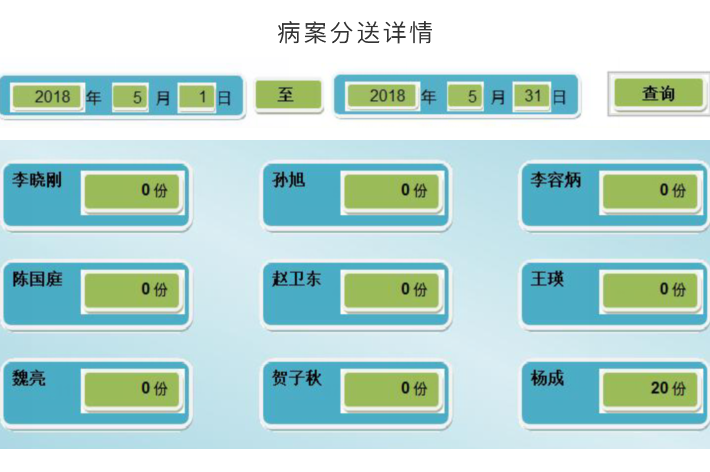 病案分送详情
2018 年 5 月 1 日 至 2018 年 5 月 31 日 查询
李晓刚 0 份 孙旭 0 份 李容炳 0 份
陈国庭 0 份 赵卫东 0 份 王瑛 0 份
魏亮 0 份 贺子秋 0 份 杨成 20 份